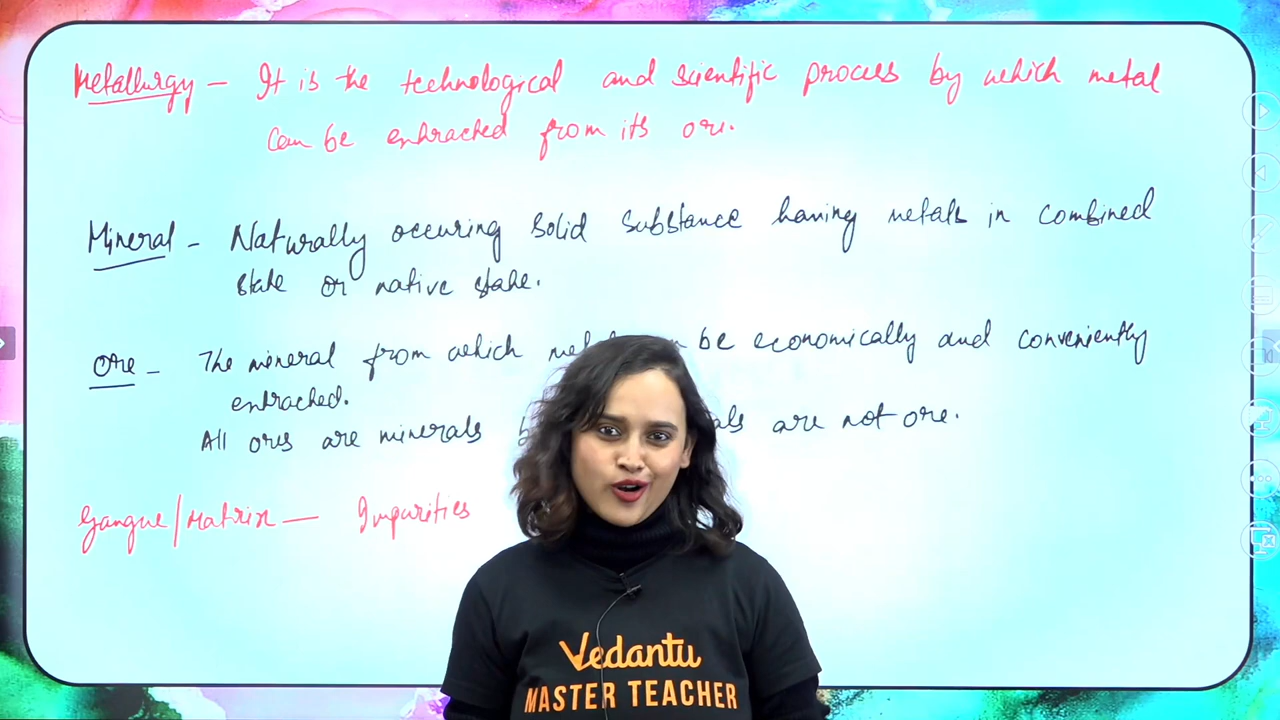 Metallurgy - It is the technological and scientific process by which metal
can be extracted from its ore.
Mineral - Naturally occuring solid substance having metals in combined
state or native state.
Ore - The mineral from which be economically and conveniently
extracted.
All ores are minerals are not ore.
Gangue/Matrix - Impurities
Vedantu
MASTER TEACHER